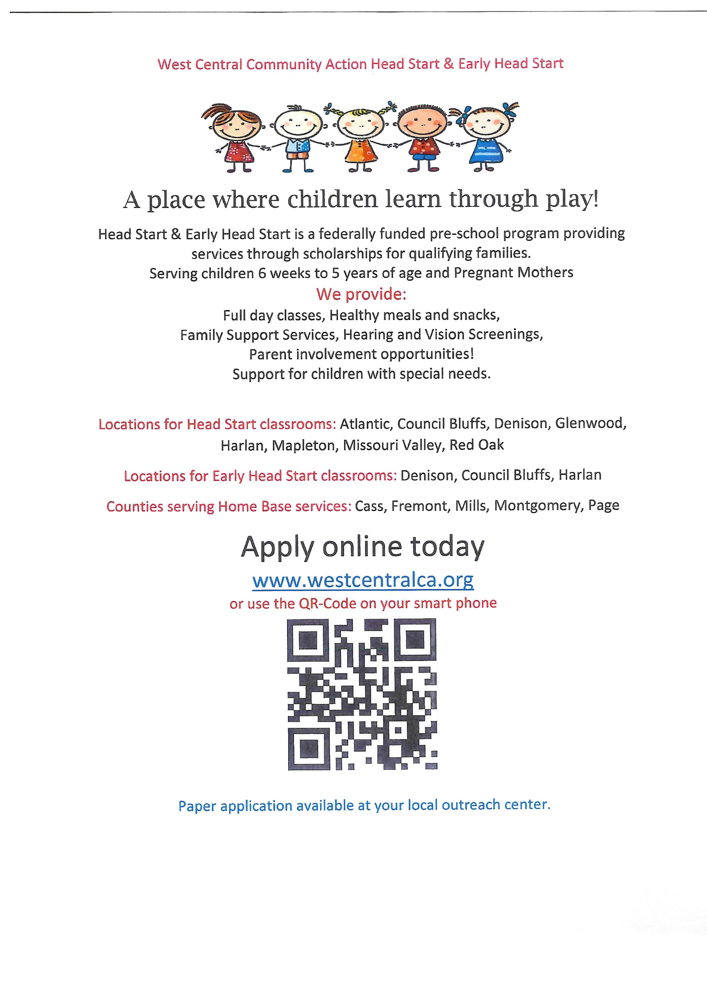 West Central Community Action Head Start & Early Head Start
A place where children learn through play!
Head Start & Early Head Start is a federally funded pre-school program providing
services through scholarships for qualifying families.
Serving children 6 weeks to 5 years of age and Pregnant Mothers
We provide:
Full day classes, Healthy meals and snacks,
Family Support Services, Hearing and Vision Screenings,
Parent involvement opportunities!
Support for children with special needs.
Locations for Head Start classrooms: Atlantic, Council Bluffs, Denison, Glenwood,
Harlan, Mapleton, Missouri Valley, Red Oak
Locations for Early Head Start classrooms: Denison, Council Bluffs, Harlan
Counties serving Home Base services: Cass, Fremont, Mills, Montgomery, Page
Apply online today
www.westcentralca.org
or use the QR-Code on your smart phone
Paper application available at your local outreach center.